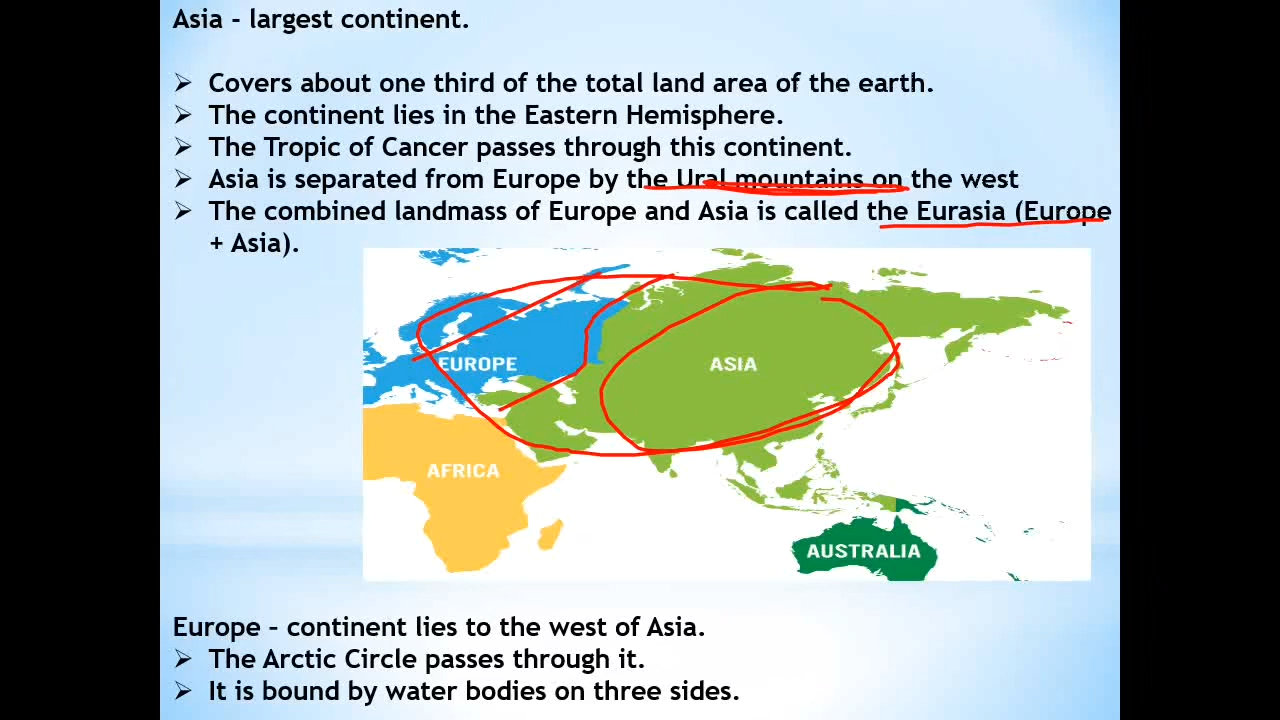 Asia - largest continent.
➢ Covers about one third of the total land area of the earth.
➢ The continent lies in the Eastern Hemisphere.
➢ The Tropic of Cancer passes through this continent.
➢ Asia is separated from Europe by the Ural mountains on the west
➢ The combined landmass of Europe and Asia is called the Eurasia (Europe
+ Asia).
EUROPE
ASIA
AFRICA
AUSTRALIA
Europe – continent lies to the west of Asia.
➢ The Arctic Circle passes through it.
➢ It is bound by water bodies on three sides.